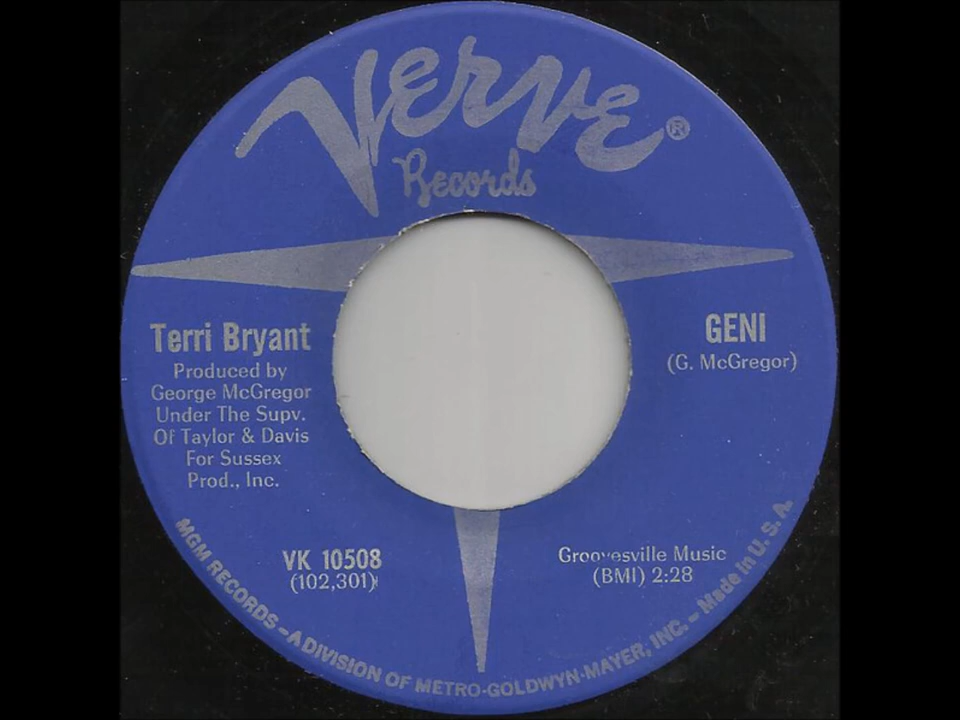 Verve ®
Records
Terri Bryant
Produced by
George McGregor
Under The Supv.
Of Taylor & Davis
For Sussex
Prod., Inc.
GENI
(G. McGregor)
VK 10508
(102,301)
Groovesville Music
(BMI) 2:28
MGM RECORDS – A DIVISION OF METRO-GOLDWYN-MAYER, INC. – Made in U. S. A.